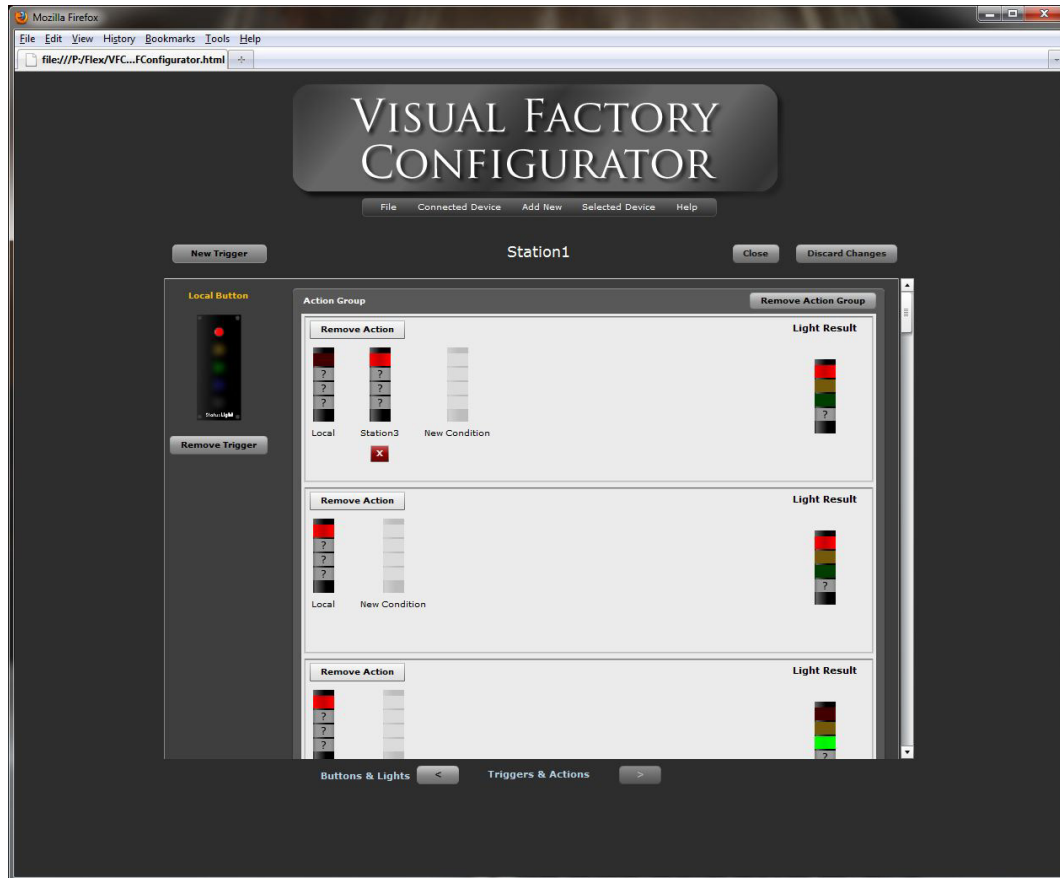 Mozilla Firefox
File Edit View History Bookmarks Tools Help
file:///P:/Flex/VFC...FConfigurator.html
VISUAL FACTORY
CONFIGURATOR
File Connected Device Add New Selected Device Help
New Trigger
Station1
Close
Discard Changes
Local Button
Status Light
Remove Trigger
Action Group
Remove Action Group
Remove Action
Light Result
?
?
?
?
?
?
?
Local
Station3
New Condition
X
Remove Action
Light Result
?
?
?
?
Local
New Condition
Remove Action
Light Result
?
?
?
?
Buttons & Lights
<
Triggers & Actions
>